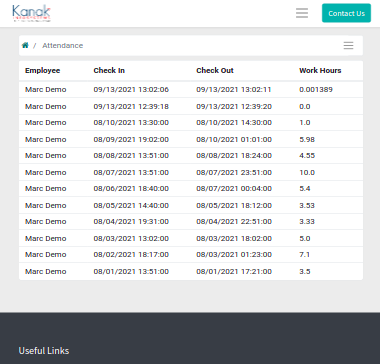 Kanak
Contact Us
/ Attendance
Employee Check In Check Out Work Hours
Marc Demo 09/13/2021 13:02:06 09/13/2021 13:02:11 0.001389
Marc Demo 09/13/2021 12:39:18 09/13/2021 12:39:20 0.0
Marc Demo 08/10/2021 13:30:00 08/10/2021 14:30:00 1.0
Marc Demo 08/09/2021 19:02:00 08/10/2021 01:01:00 5.98
Marc Demo 08/08/2021 13:51:00 08/08/2021 18:24:00 4.55
Marc Demo 08/07/2021 13:51:00 08/07/2021 23:51:00 10.0
Marc Demo 08/06/2021 18:40:00 08/07/2021 00:04:00 5.4
Marc Demo 08/05/2021 14:40:00 08/05/2021 18:12:00 3.53
Marc Demo 08/04/2021 19:31:00 08/04/2021 22:51:00 3.33
Marc Demo 08/03/2021 13:02:00 08/03/2021 18:02:00 5.0
Marc Demo 08/02/2021 18:17:00 08/03/2021 01:23:00 7.1
Marc Demo 08/01/2021 13:51:00 08/01/2021 17:21:00 3.5
Useful Links